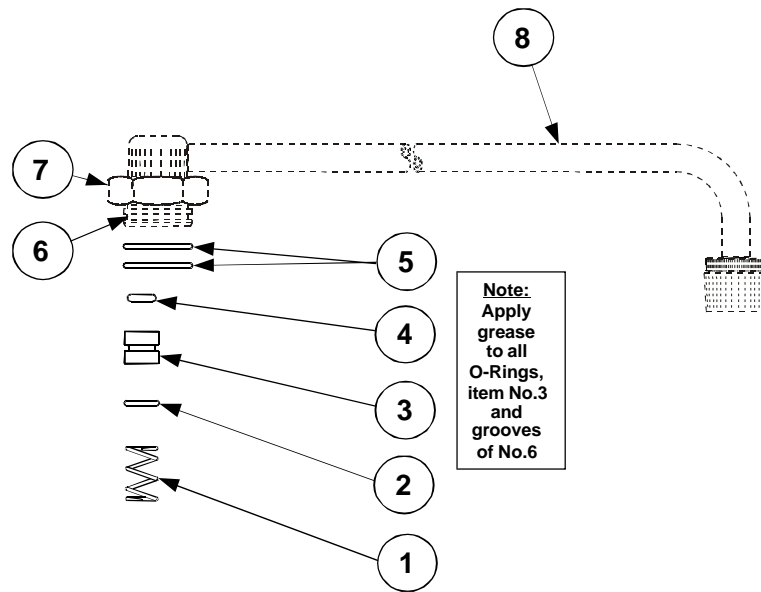 8
7
6
5
4
3
2
1
Note:
Apply
grease
to all
O-Rings,
item No.3
and
grooves
of No.6